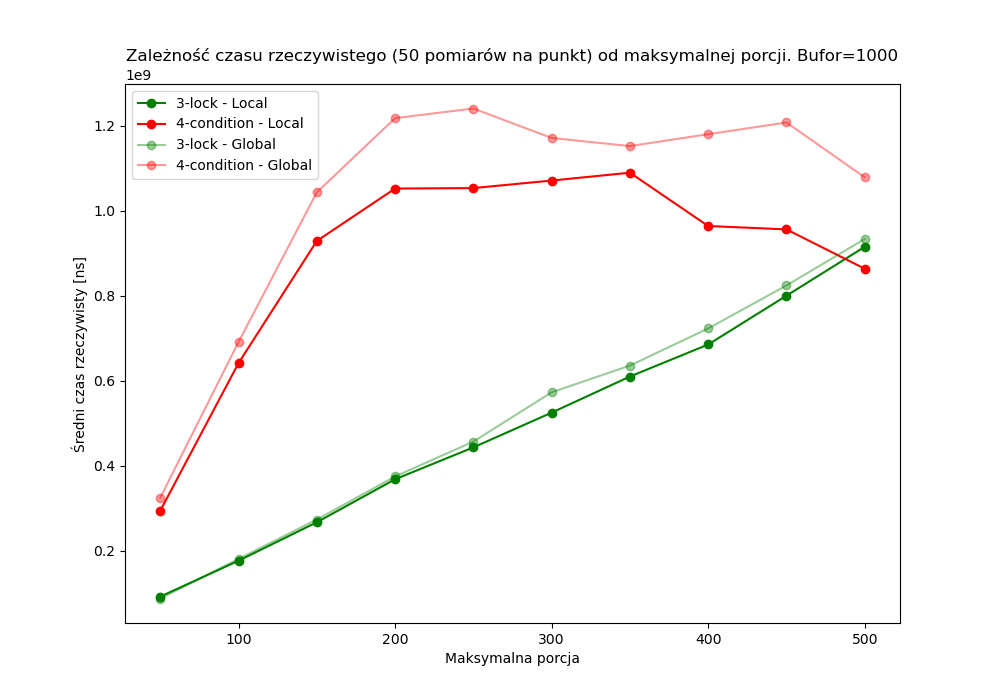 Zależność czasu rzeczywistego (50 pomiarów na punkt) od maksymalnej porcji. Bufor=1000
1e9
3-lock - Local
4-condition - Local
3-lock - Global
4-condition - Global
1.2
1.0
0.8
0.6
0.4
0.2
Średni czas rzeczywisty [ns]
100 200 300 400 500
Maksymalna porcja